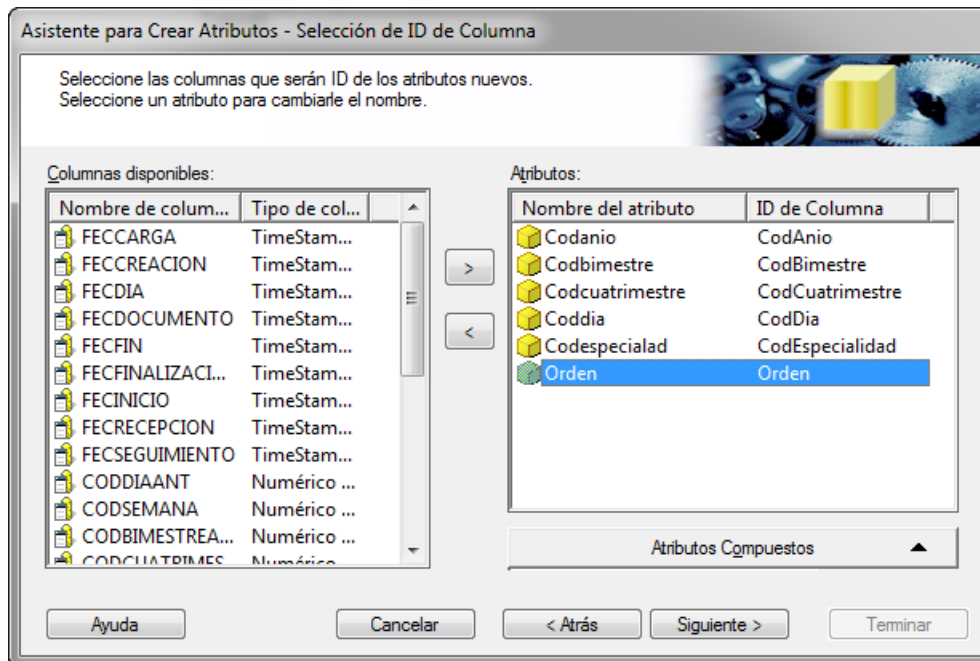 Asistente para Crear Atributos - Selección de ID de Columna
Seleccione las columnas que serán ID de los atributos nuevos.
Seleccione un atributo para cambiarle el nombre.
Columnas disponibles:
Nombre de colum... Tipo de col...
FECCARGA TimeStam...
FECCREACION TimeStam...
FECDIA TimeStam...
FECDOCUMENTO TimeStam...
FECFIN TimeStam...
FECFINALIZACI... TimeStam...
FECINICIO TimeStam...
FECRECEPCION TimeStam...
FECSEGUIMIENTO TimeStam...
CODDIAANT Numérico ...
CODSEMANA Numérico ...
CODBIMESTREA... Numérico ...
CODCUATRIMES Numérico
>
<
Atributos:
Nombre del atributo ID de Columna
Codanio CodAnio
Codbimestre CodBimestre
Codcuatrimestre CodCuatrimestre
Coddia CodDia
Codespecialad CodEspecialidad
Orden Orden
Atributos Compuestos
Ayuda Cancelar < Atrás Siguiente > Terminar